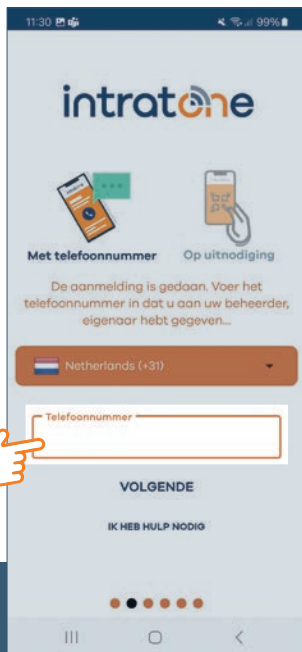 11:30
99%
intratone
Met telefoonnummer
Op uitnodiging
De aanmelding is gedaan. Voer het
telefoonnummer in dat u aan uw beheerder,
eigenaar hebt gegeven...
Netherlands (+31)
Telefoonnummer
VOLGENDE
IK HEB HULP NODIG